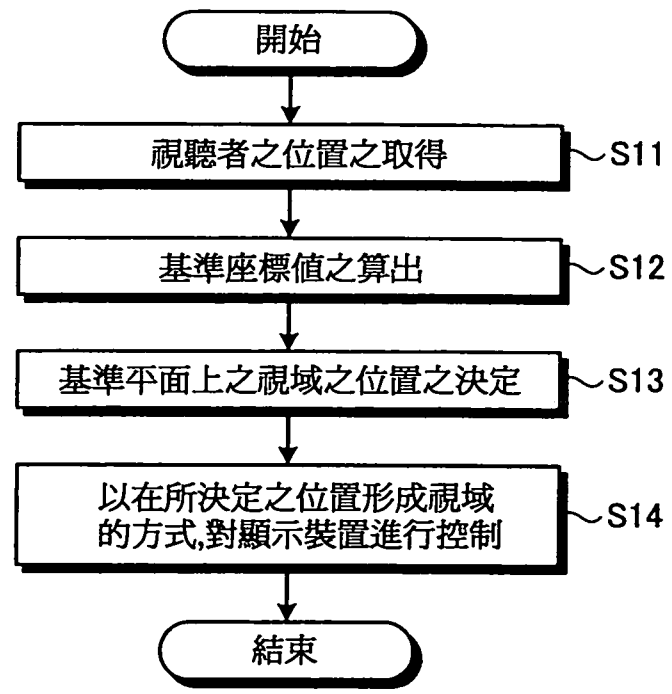 開始
視聽者之位置之取得
S11
基準座標值之算出
S12
基準平面上之視域之位置之決定
S13
以在所決定之位置形成視域
的方式,對顯示裝置進行控制
S14
結束